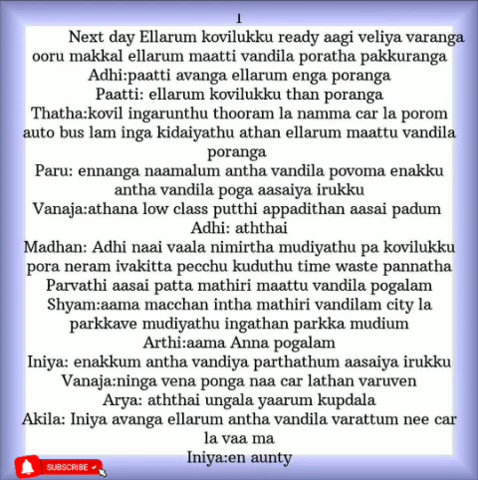 1
Next day Ellarum kovilukku ready aagi veliya varanga
ooru makkal ellarum maatti vandila poratha pakkuranga
Adhi:paatti avanga ellarum enga poranga
Paatti: ellarum kovilukku than poranga
Thatha:kovil ingarunthu thooram la namma car la porom
auto bus lam inga kidaiyathu athan ellarum maattu vandila
poranga
Paru: ennanga naamalum antha vandila povoma enakku
antha vandila poga aasaiya irukku
Vanaja:athana low class putthi appadithan aasai padum
Adhi: aththai
Madhan: Adhi naai vaala nimirtha mudiyathu pa kovilukku
pora neram ivakitta pecchu kuduthu time waste pannatha
Parvathi aasai patta mathiri maattu vandila pogalam
Shyam:aama macchan intha mathiri vandilam city la
parkkave mudiyathu ingathan parkka mudium
Arthi:aama Anna pogalam
Iniya: enakkum antha vandiya parthathum aasaiya irukku
Vanaja:ninga vena ponga naa car lathan varuven
Arya: aththai ungala yaarum kupdala
Akila: Iniya avanga ellarum antha vandila varattum nee car
la vaa ma
Iniya:en aunty
SUBSCRIBE